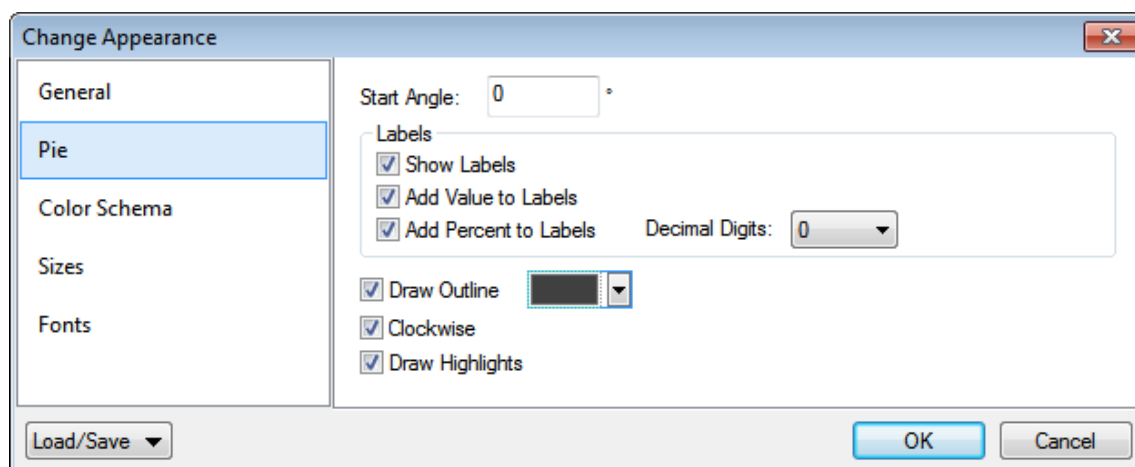 Change Appearance
General
Pie
Color Schema
Sizes
Fonts
Start Angle: 0 °
Labels
Show Labels
Add Value to Labels
Add Percent to Labels Decimal Digits: 0
Draw Outline
Clockwise
Draw Highlights
Load/Save OK Cancel